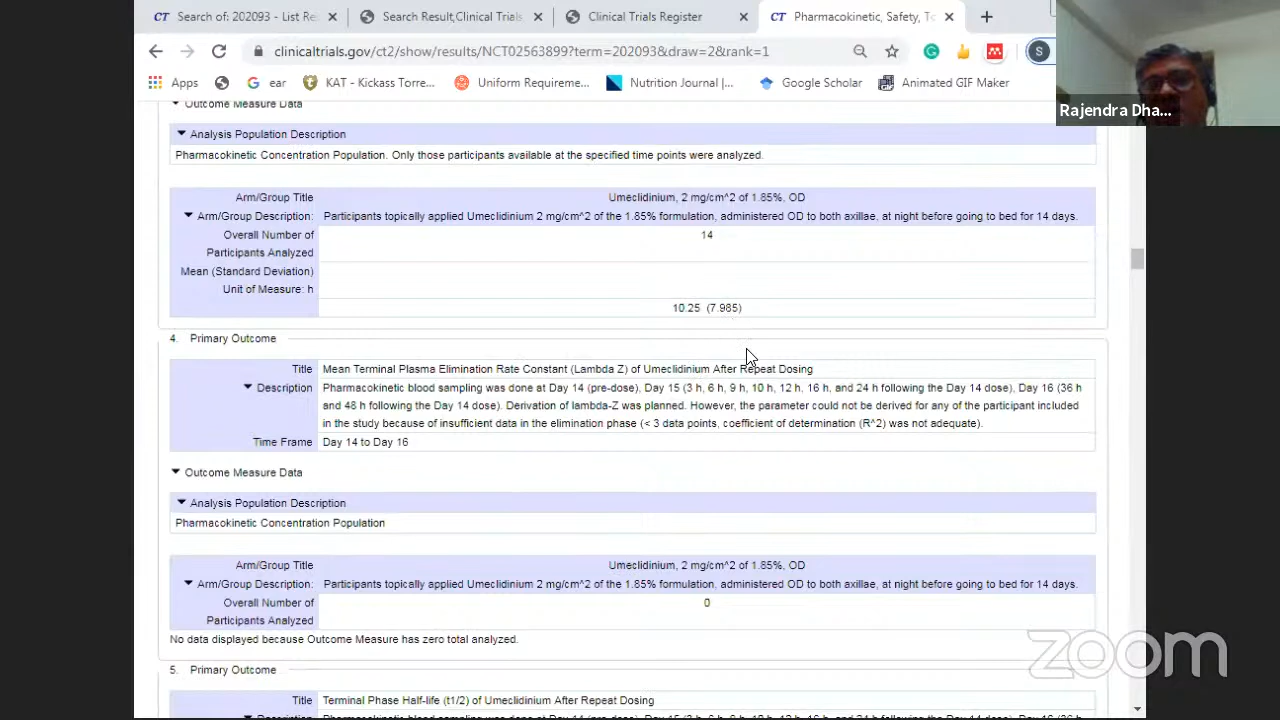 Search of: 202093 - List Re
Search Result,Clinical Trials
Clinical Trials Register
Pharmacokinetic, Safety, To
clinicaltrials.gov/ct2/show/results/NCT02563899?term=202093&draw=2&rank=1
S
Apps
ear
KAT - Kickass Torre...
Uniform Requireme...
Nutrition Journal |...
Google Scholar
Animated GIF Maker
Rajendra Dha...
Outcome Measure Data
Analysis Population Description
Pharmacokinetic Concentration Population. Only those participants available at the specified time points were analyzed.
Arm/Group Title Umeclidinium, 2 mg/cm^2 of 1.85%, OD
Arm/Group Description: Participants topically applied Umeclidinium 2 mg/cm^2 of the 1.85% formulation, administered OD to both axillae, at night before going to bed for 14 days.
Overall Number of 14
Participants Analyzed
Mean (Standard Deviation)
Unit of Measure: h
10.25 (7.985)
4. Primary Outcome
Title Mean Terminal Plasma Elimination Rate Constant (Lambda Z) of Umeclidinium After Repeat Dosing
Description Pharmacokinetic blood sampling was done at Day 14 (pre-dose), Day 15 (3 h, 6 h, 9 h, 10 h, 12 h, 16 h, and 24 h following the Day 14 dose), Day 16 (36 h
and 48 h following the Day 14 dose). Derivation of lambda-Z was planned. However, the parameter could not be derived for any of the participant included
in the study because of insufficient data in the elimination phase (< 3 data points, coefficient of determination (R^2) was not adequate).
Time Frame Day 14 to Day 16
Outcome Measure Data
Analysis Population Description
Pharmacokinetic Concentration Population
Arm/Group Title Umeclidinium, 2 mg/cm^2 of 1.85%, OD
Arm/Group Description: Participants topically applied Umeclidinium 2 mg/cm^2 of the 1.85% formulation, administered OD to both axillae, at night before going to bed for 14 days.
Overall Number of 0
Participants Analyzed
No data displayed because Outcome Measure has zero total analyzed.
zoom
5. Primary Outcome
Title Terminal Phase Half-life (t1/2) of Umeclidinium After Repeat Dosing